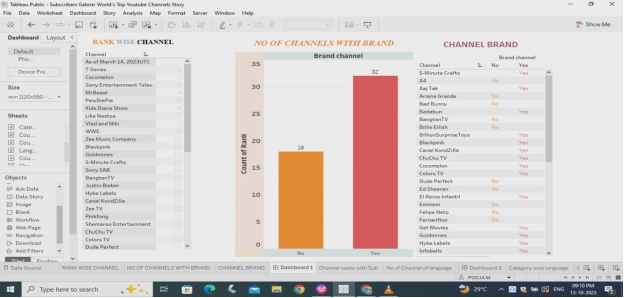 Tableau Public - Subscribers Galore: World's Top Youtube Channels Story
File Data Worksheet Dashboard Story Analysis Map Format Server Window Help
Show Me
Dashboard Layout
Default
Pho...
Device Pre...
Size
min 1120x560 - ...
Sheets
Cate...
Cou...
Cou...
Lang...
Cou...
Objects
Ask Data
Data Story
Image
Blank
Workflow
Web Page
Navigation
Download
Add Filters
RANK WISE CHANNEL
Channel
As of March 14, 2023UTC
T-Series
Cocomelon
Sony Entertainment Telev..
MrBeast
PewDiePie
Kids Diana Show
Like Nastya
Vlad and Niki
WWE
Zee Music Company
Blackpink
Goldmines
5-Minute Crafts
Sony SAB
BangtanTV
Justin Bieber
Hybe Labels
Canal KondZilla
Zee TV
Pinkfong
Shemaroo Entertainment
ChuChu TV
Colors TV
Dude Perfect
NO OF CHANNELS WITH BRAND
Brand channel
Count of Rank
35
30
25
20
15
10
5
0
18
32
No
Yes
CHANNEL BRAND
Brand channel
Channel No Yes
5-Minute Crafts Yes
A4 No
Aaj Tak Yes
Ariana Grande No
Bad Bunny No
Badabun Yes
BangtanTV No
Billie Eilish No
BillionSurpriseToys Yes
Blackpink Yes
Canal KondZilla Yes
ChuChu TV Yes
Cocomelon Yes
Colors TV Yes
Dude Perfect No
Ed Sheeran No
El Reino Infantil Yes
Eminem No
Felipe Neto No
Fernanfloo No
Get Movies Yes
Goldmines Yes
Hybe Labels Yes
Infobells Yes
Data Source RANK WISE CHANNEL NO OF CHANNELS WITH BRAND CHANNEL BRAND Dashboard 1 Channel name with Sub No of Channel of language Dashboard 2 Category wise language
POOJA M
Type here to search
29°C
ENG
09:10 PM
13-10-2023